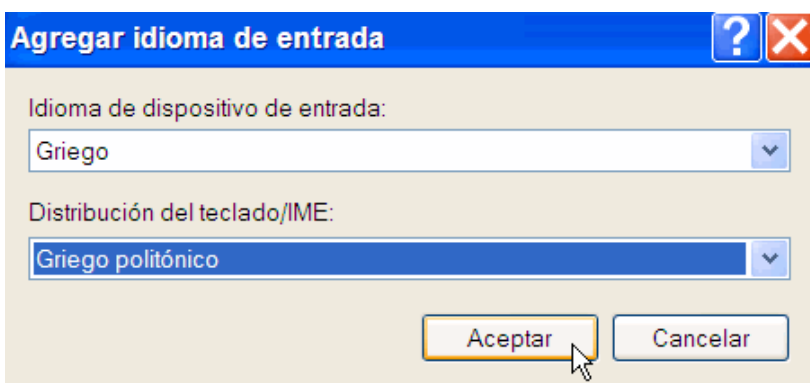 Agregar idioma de entrada
Idioma de dispositivo de entrada:
Griego
Distribución del teclado/IME:
Griego politónico
Aceptar Cancelar